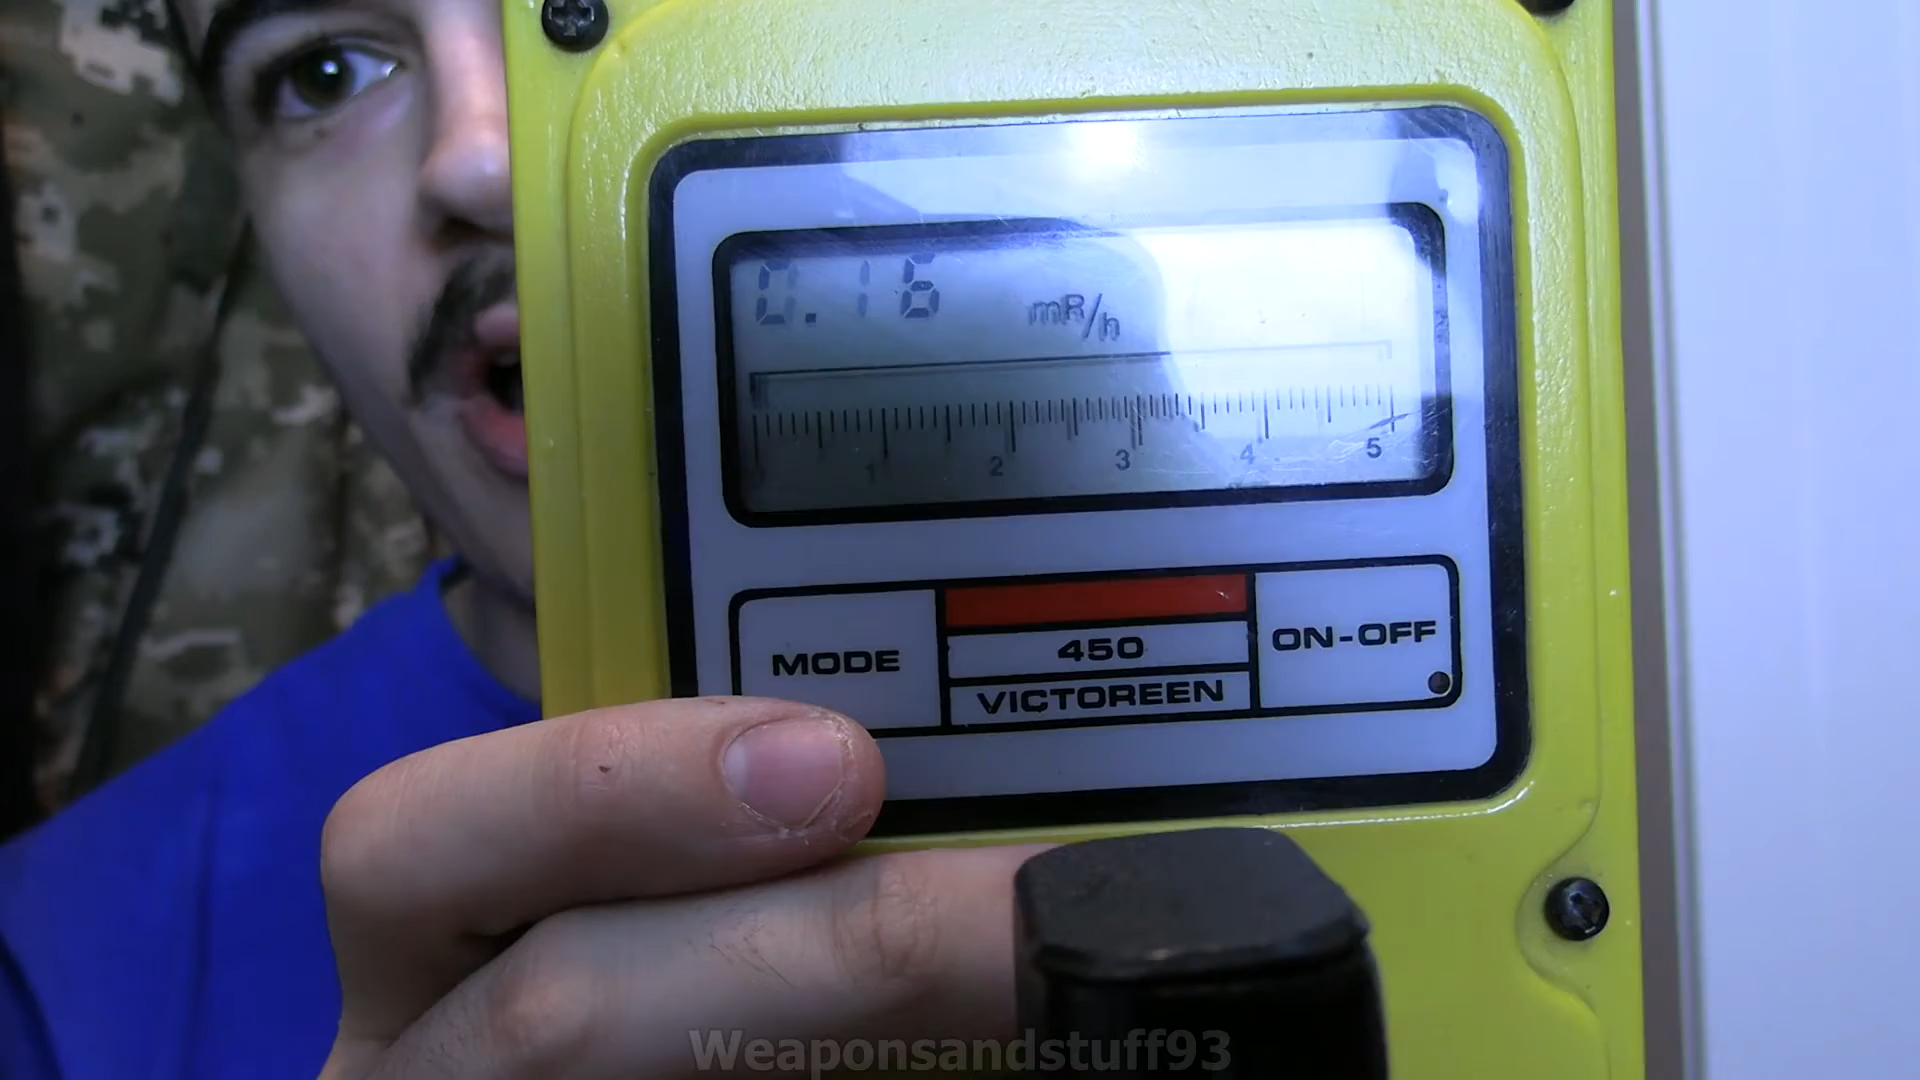 0.16 mR/h
1 2 3 4 5
MODE
450
VICTOREEN
ON-OFF
Weaponsandstuff93